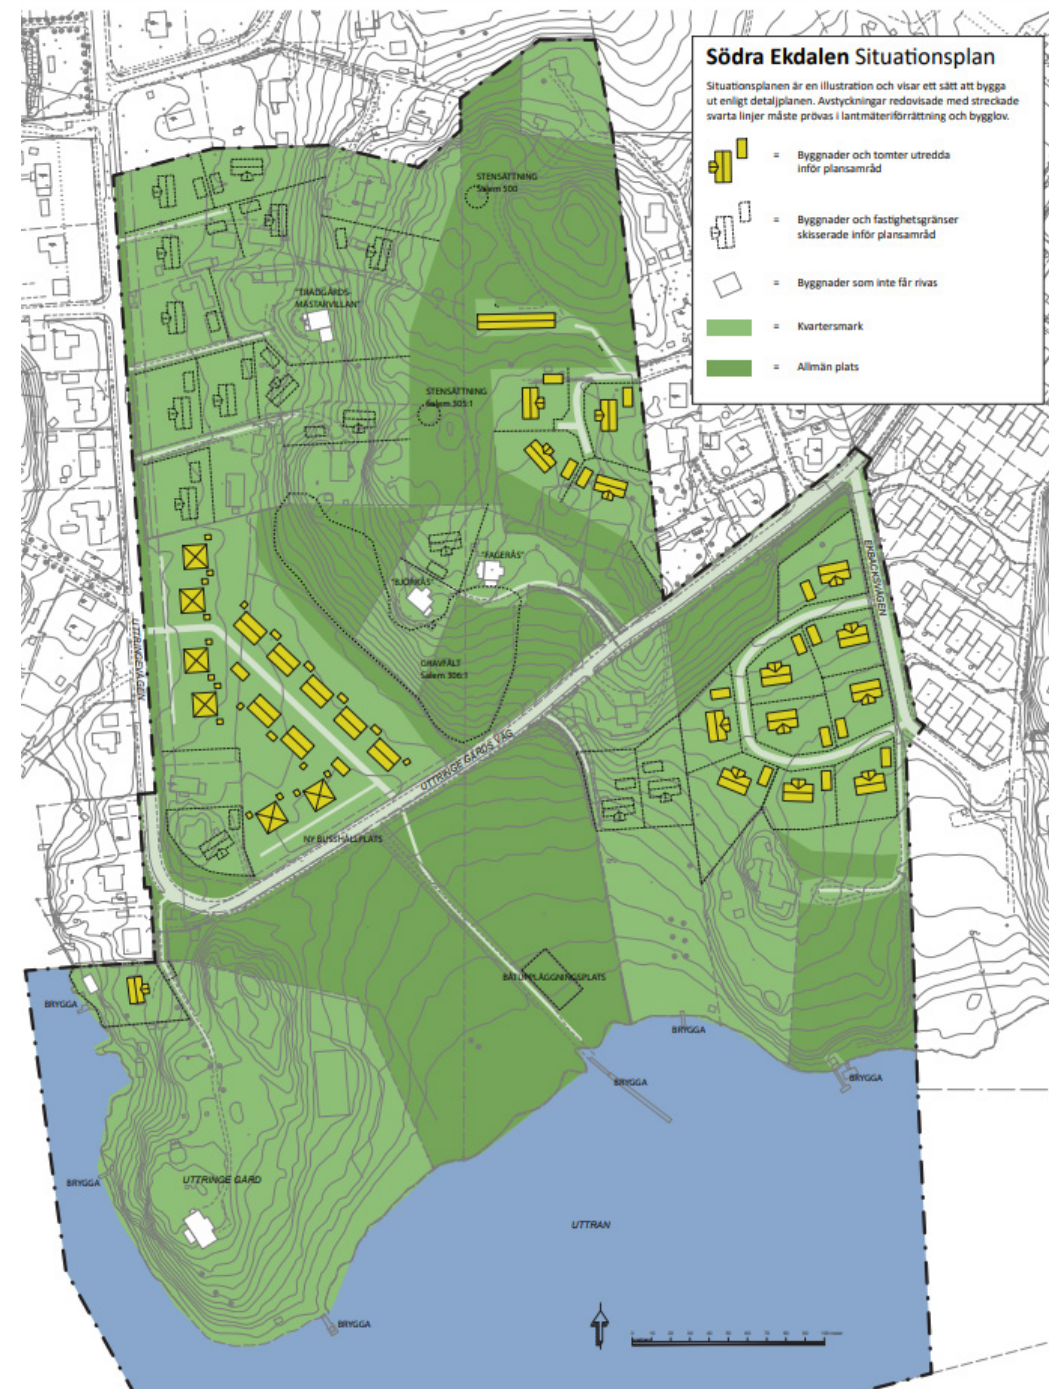 Södra Ekdalen Situationsplan
Situationsplanen är en illustration och visar ett sätt att bygga
ut enligt detaljplanen. Avstyckningar redovisade med streckade
svarta linjer måste prövas i lantmäteriförrättning och bygglov.
= Byggnader och tomter utredda
inför plansamråd
= Byggnader och fastighetsgränser
skisserade inför plansamråd
= Byggnader som inte får rivas
= Kvartersmark
= Allmän plats
STENSÄTTNING
Salem 500
"TRÄDGÅRDS-
MÄSTARVILLAN"
STENSÄTTNING
Salem 305:1
"FAGERÅS"
"BJÖRKÅS"
EKBACKSVÄGEN
UTTRINGEVÄGEN
GRAVFÄLT
Salem 306:1
UTTRINGE GÅRDS VÄG
NY BUSSHÅLLPLATS
BÅTUPPLÄGGNINGSPLATS
BRYGGA
BRYGGA
BRYGGA
BRYGGA
BRYGGA
UTTRINGE GÅRD
UTTRAN
BRYGGA